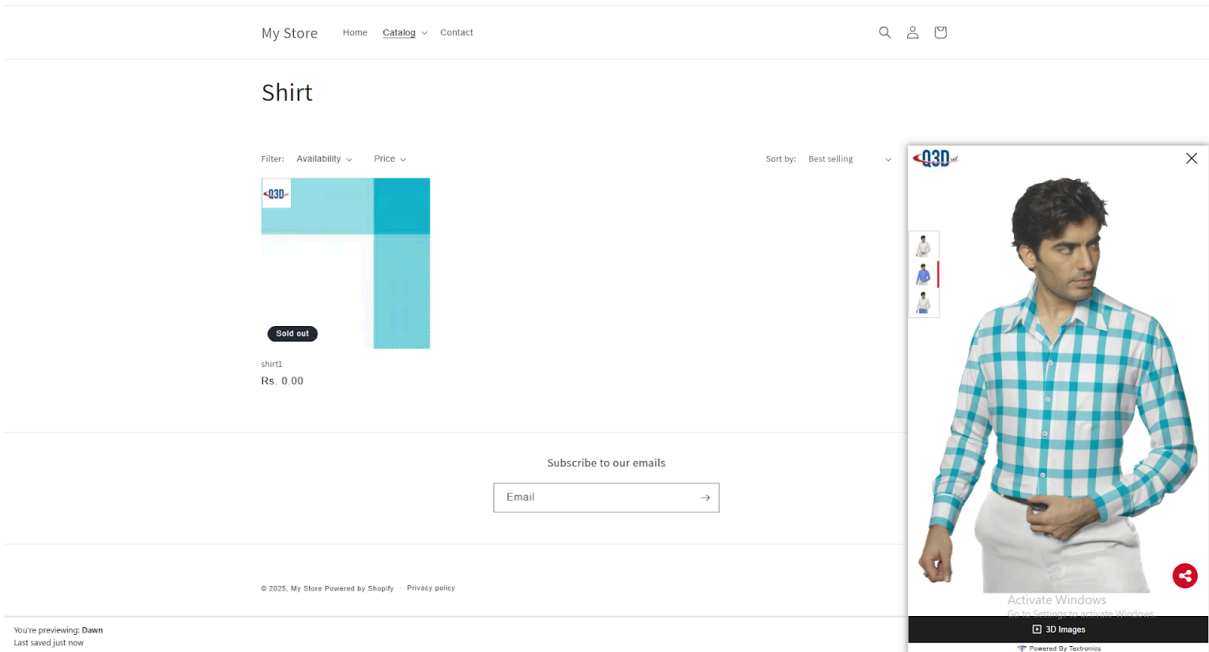 My Store Home Catalog Contact
Shirt
Filter: Availability Price
Sort by: Best selling
Q3D
Q3D
Sold out
shirt1
Rs. 0.00
Subscribe to our emails
Email
© 2025, My Store Powered by Shopify · Privacy policy
You're previewing: Dawn
Last saved just now
Activate Windows
Go to Settings to activate Windows.
3D Images
Powered By Textronics